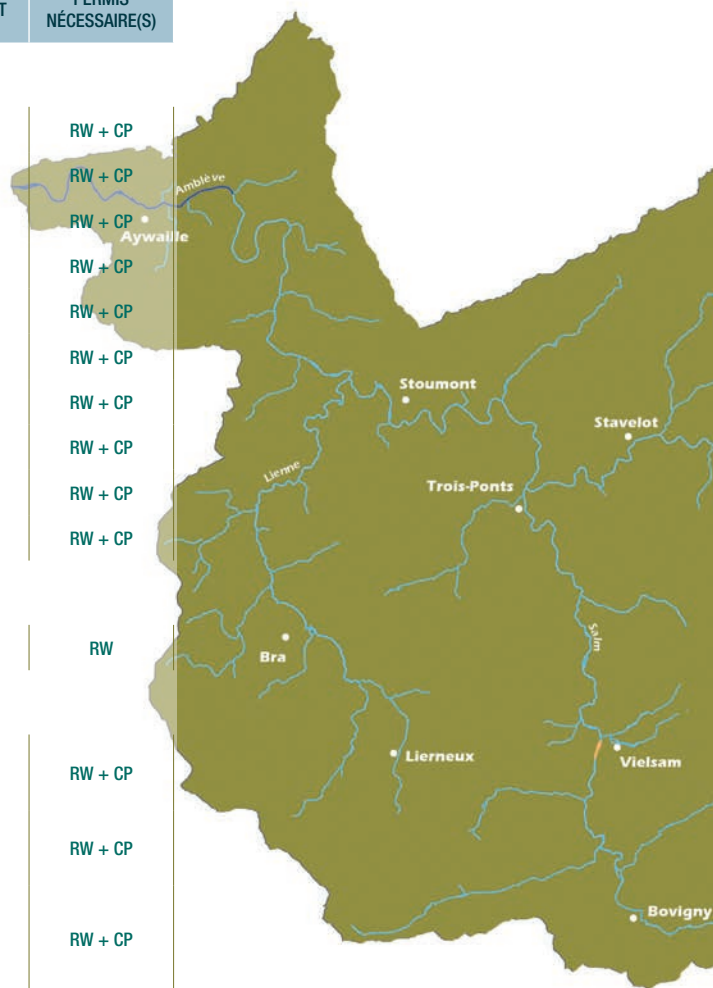 T
PERMIS
NÉCESSAIRE(S)
RW + CP
RW + CP
RW + CP
RW + CP
RW + CP
RW + CP
RW + CP
RW + CP
RW + CP
RW + CP
RW
RW + CP
RW + CP
RW + CP
Amblève
Aywaille
Stoumont
Stavelot
Lienne
Trois-Ponts
Salm
Bra
Lierneux
Vielsam
Bovigny